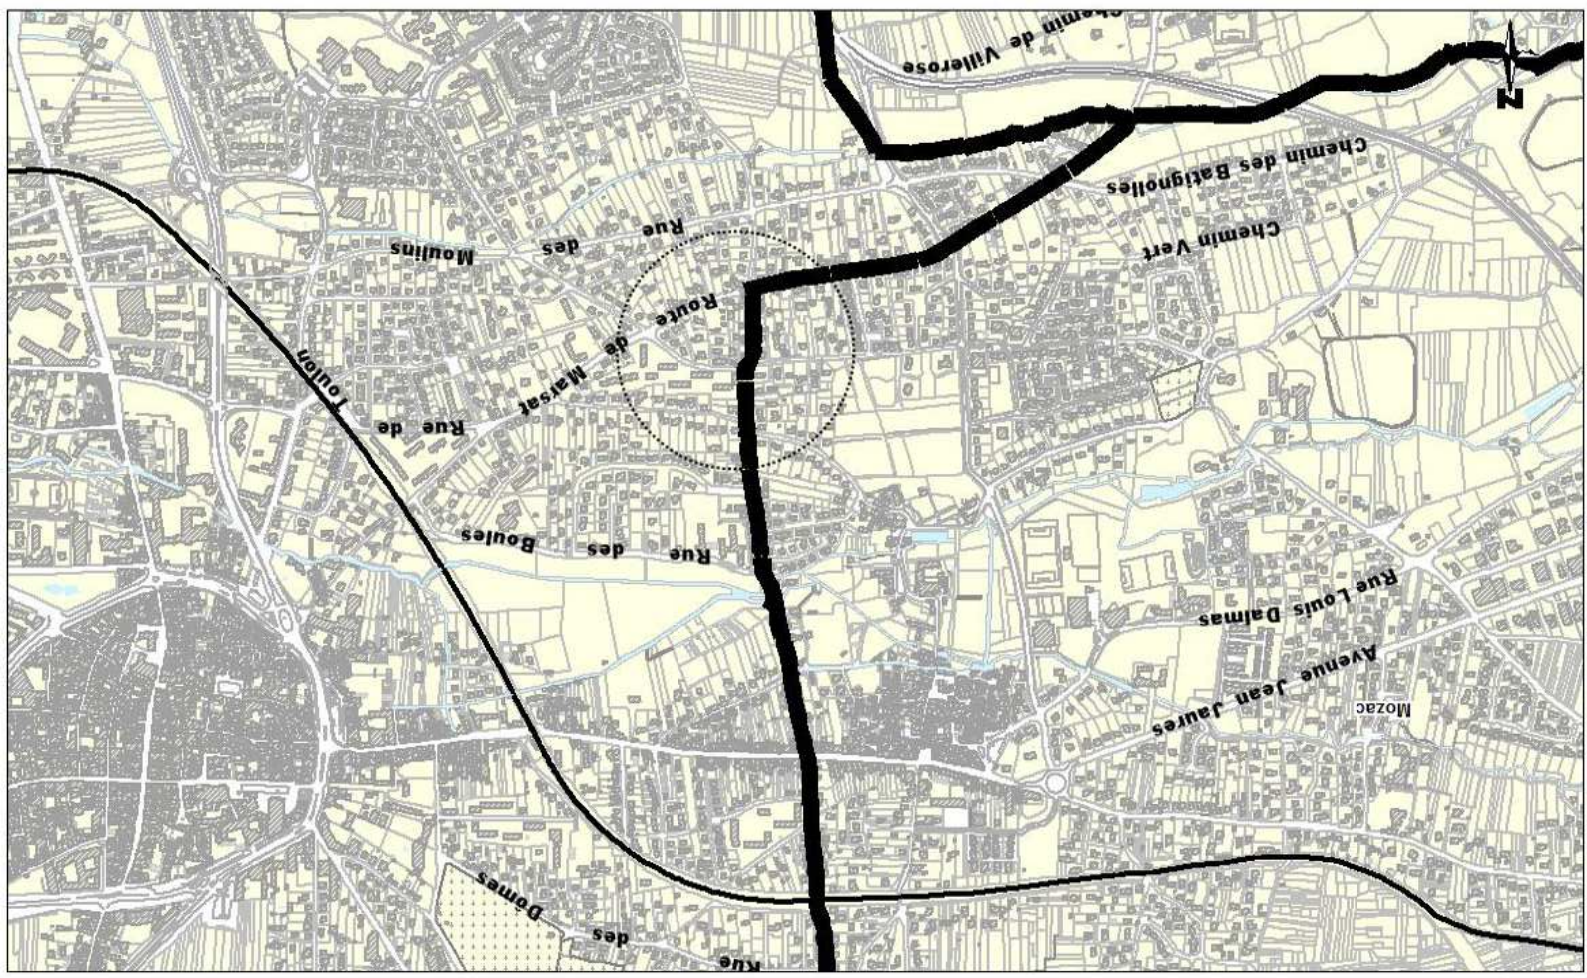 Rue des Dômes
Avenue Jean Jaures
Mozac
Rue Louis Dalmas
Rue des Boules
Route de Marsat
Rue de Toulon
Rue des Moulins
Chemin Vert
Chemin des Batignolles
N
Chemin de Villerose